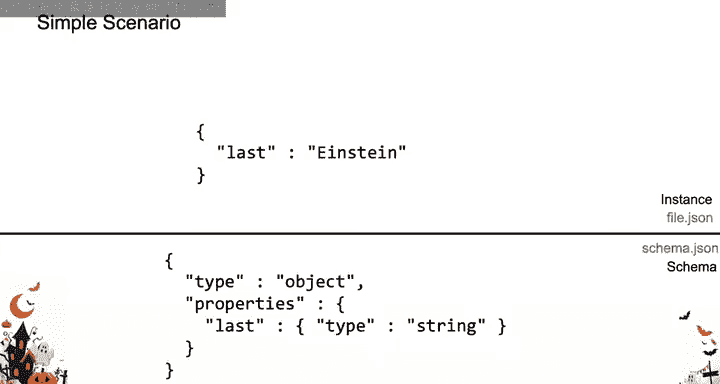 Simple Scenario
{
"last" : "Einstein"
}
Instance
file.json
schema.json
Schema
{
"type" : "object",
"properties" : {
"last" : { "type" : "string" }
}
}